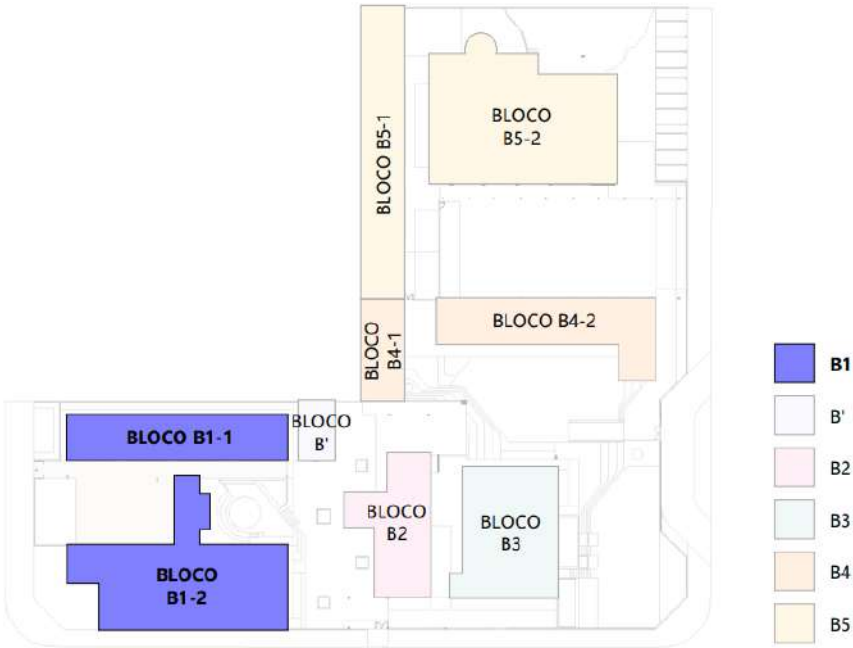 BLOCO B5-1
BLOCO
B5-2
BLOCO
B4-1
BLOCO B4-2
BLOCO B1-1
BLOCO
B'
BLOCO
B2
BLOCO
B3
BLOCO
B1-2
B1
B'
B2
B3
B4
B5